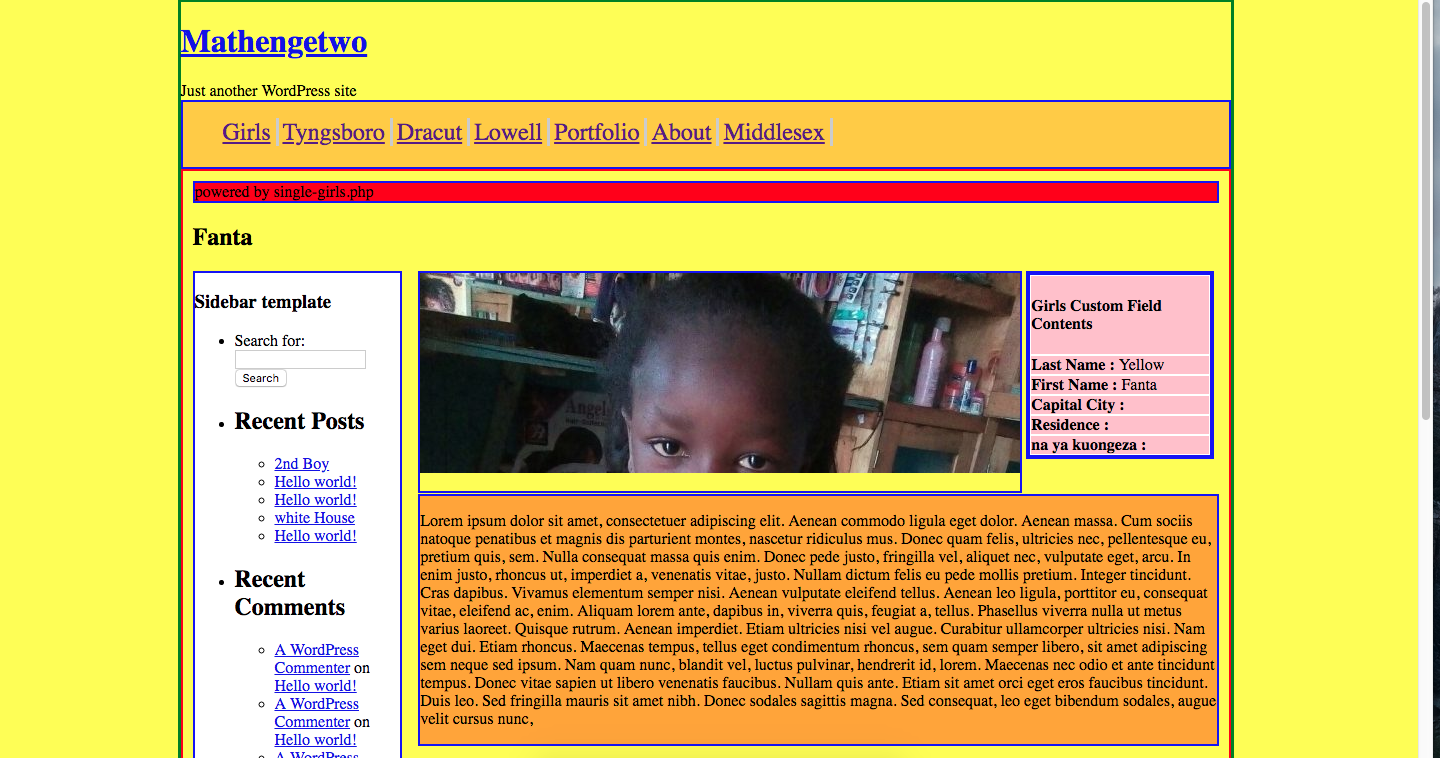 Mathengetwo
Just another WordPress site
Girls Tyngsboro Dracut Lowell Portfolio About Middlesex
powered by single-girls.php
Fanta
Sidebar template
Search for:
Search
Recent Posts
2nd Boy
Hello world!
Hello world!
white House
Hello world!
Recent
Comments
A WordPress
Commenter on
Hello world!
A WordPress
Commenter on
Hello world!
A WordPress
Angel
Girls Custom Field
Contents
Last Name : Yellow
First Name : Fanta
Capital City :
Residence :
na ya kuongeza :
Lorem ipsum dolor sit amet, consectetuer adipiscing elit. Aenean commodo ligula eget dolor. Aenean massa. Cum sociis
natoque penatibus et magnis dis parturient montes, nascetur ridiculus mus. Donec quam felis, ultricies nec, pellentesque eu,
pretium quis, sem. Nulla consequat massa quis enim. Donec pede justo, fringilla vel, aliquet nec, vulputate eget, arcu. In
enim justo, rhoncus ut, imperdiet a, venenatis vitae, justo. Nullam dictum felis eu pede mollis pretium. Integer tincidunt.
Cras dapibus. Vivamus elementum semper nisi. Aenean vulputate eleifend tellus. Aenean leo ligula, porttitor eu, consequat
vitae, eleifend ac, enim. Aliquam lorem ante, dapibus in, viverra quis, feugiat a, tellus. Phasellus viverra nulla ut metus
varius laoreet. Quisque rutrum. Aenean imperdiet. Etiam ultricies nisi vel augue. Curabitur ullamcorper ultricies nisi. Nam
eget dui. Etiam rhoncus. Maecenas tempus, tellus eget condimentum rhoncus, sem quam semper libero, sit amet adipiscing
sem neque sed ipsum. Nam quam nunc, blandit vel, luctus pulvinar, hendrerit id, lorem. Maecenas nec odio et ante tincidunt
tempus. Donec vitae sapien ut libero venenatis faucibus. Nullam quis ante. Etiam sit amet orci eget eros faucibus tincidunt.
Duis leo. Sed fringilla mauris sit amet nibh. Donec sodales sagittis magna. Sed consequat, leo eget bibendum sodales, augue
velit cursus nunc,